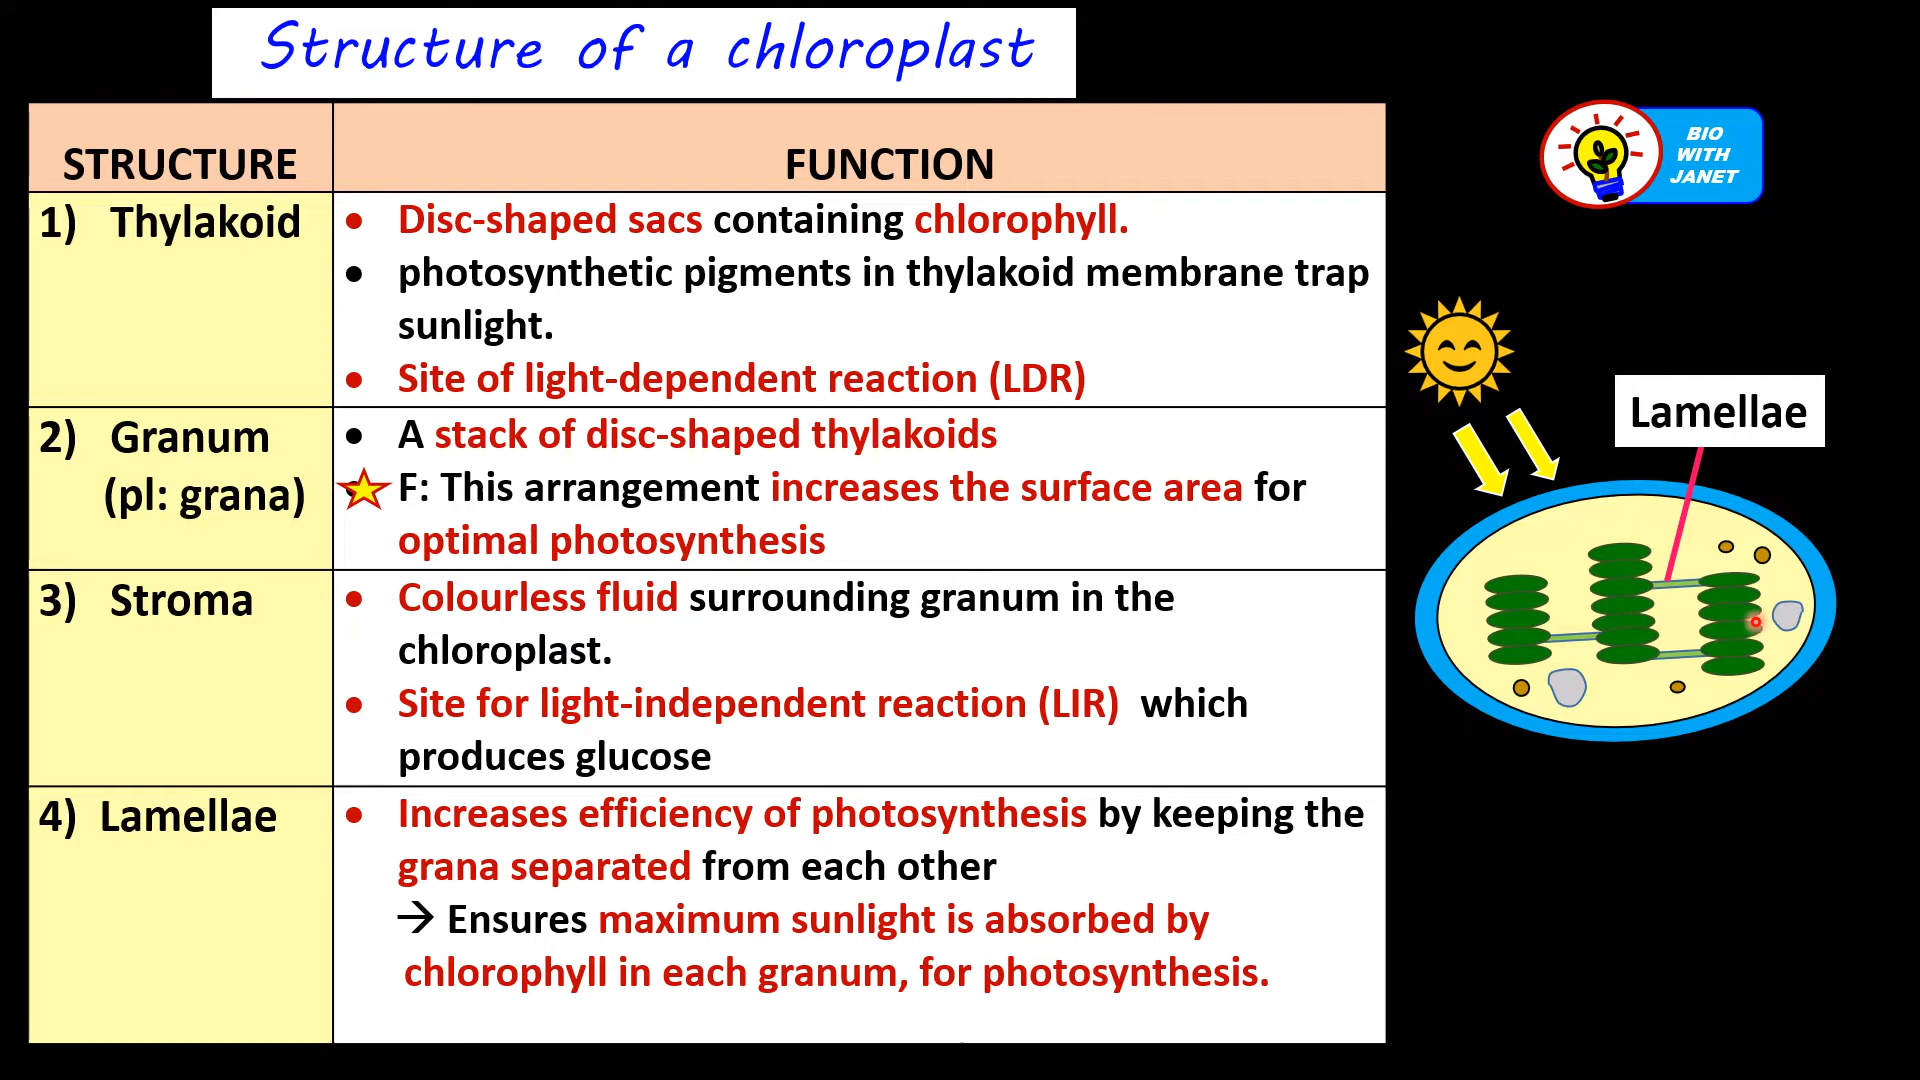 Structure of a chloroplast
STRUCTURE
FUNCTION
1) Thylakoid
• Disc-shaped sacs containing chlorophyll.
• photosynthetic pigments in thylakoid membrane trap
sunlight.
• Site of light-dependent reaction (LDR)
2) Granum
(pl: grana)
• A stack of disc-shaped thylakoids
F: This arrangement increases the surface area for
optimal photosynthesis
3) Stroma
• Colourless fluid surrounding granum in the
chloroplast.
• Site for light-independent reaction (LIR) which
produces glucose
4) Lamellae
• Increases efficiency of photosynthesis by keeping the
grana separated from each other
→ Ensures maximum sunlight is absorbed by
chlorophyll in each granum, for photosynthesis.
BIO
WITH
JANET
Lamellae